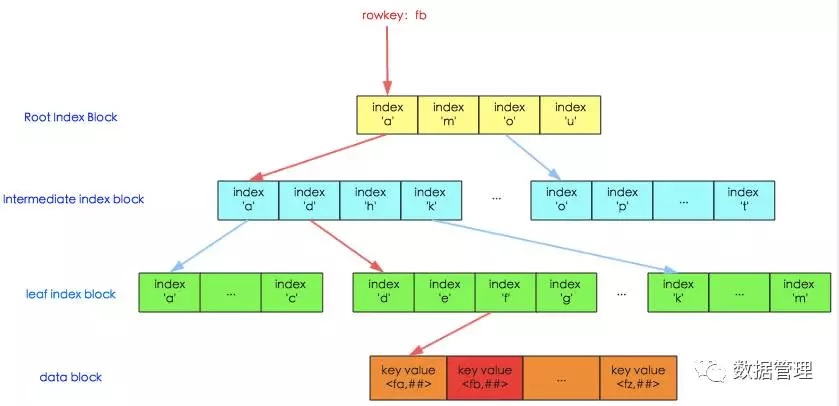 rowkey: fb
Root Index Block
index 'a'
index 'm'
index 'o'
index 'u'
Intermediate index block
index 'a'
index 'd'
index 'h'
index 'k'
...
index 'o'
index 'p'
...
index 't'
leaf index block
index 'a'
...
index 'c'
index 'd'
index 'e'
index 'f'
index 'g'
...
index 'k'
...
index 'm'
data block
key value <fa,##>
key value <fb,##>
...
key value <fz,##>
数据管理